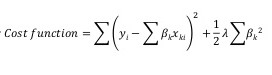 Cost function = ∑(yᵢ − ∑βₖxₖᵢ)² + ½λ∑βₖ²